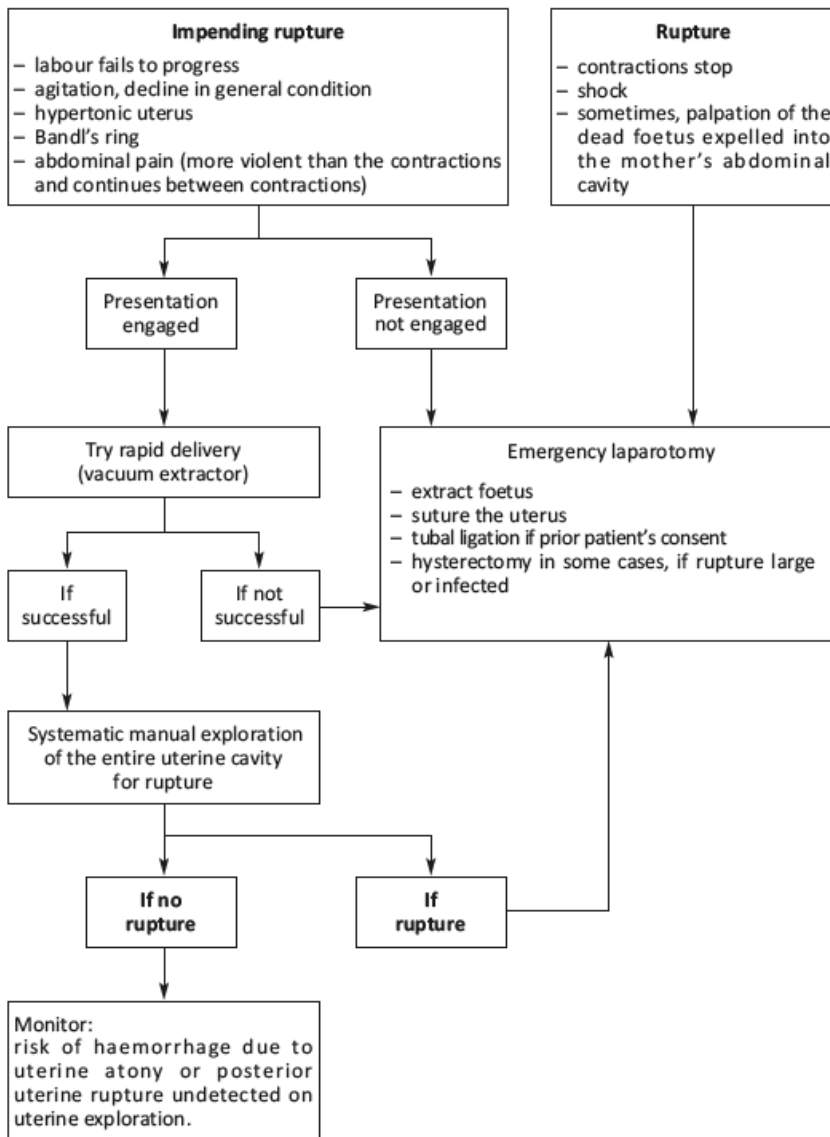 Impending rupture
– labour fails to progress
– agitation, decline in general condition
– hypertonic uterus
– Bandl's ring
– abdominal pain (more violent than the contractions
and continues between contractions)
Rupture
– contractions stop
– shock
– sometimes, palpation of the
dead foetus expelled into
the mother's abdominal
cavity
Presentation
engaged
Presentation
not engaged
Try rapid delivery
(vacuum extractor)
Emergency laparotomy
– extract foetus
– suture the uterus
– tubal ligation if prior patient's consent
– hysterectomy in some cases, if rupture large
or infected
If
successful
If not
successful
Systematic manual exploration
of the entire uterine cavity
for rupture
If no
rupture
If
rupture
Monitor:
risk of haemorrhage due to
uterine atony or posterior
uterine rupture undetected on
uterine exploration.